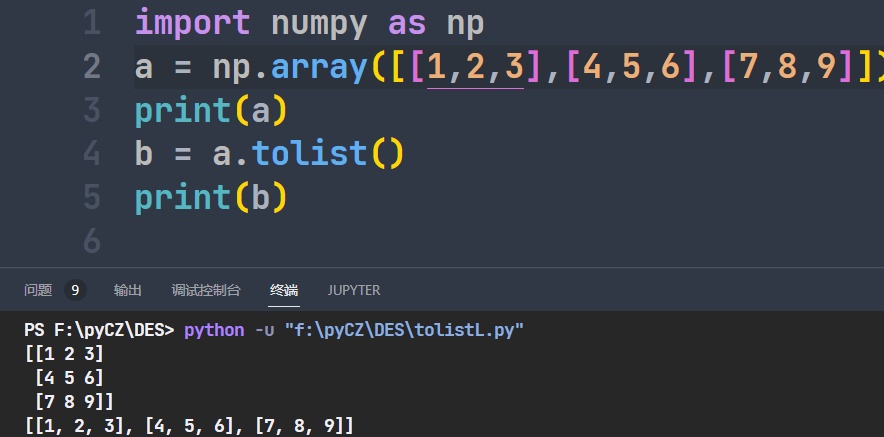 1 import numpy as np
2 a = np.array([[1,2,3],[4,5,6],[7,8,9]])
3 print(a)
4 b = a.tolist()
5 print(b)
6
问题 9 输出 调试控制台 终端 JUPYTER
PS F:\pyCZ\DES> python -u "f:\pyCZ\DES\tolistL.py"
[[1 2 3]
 [4 5 6]
 [7 8 9]]
[[1, 2, 3], [4, 5, 6], [7, 8, 9]]